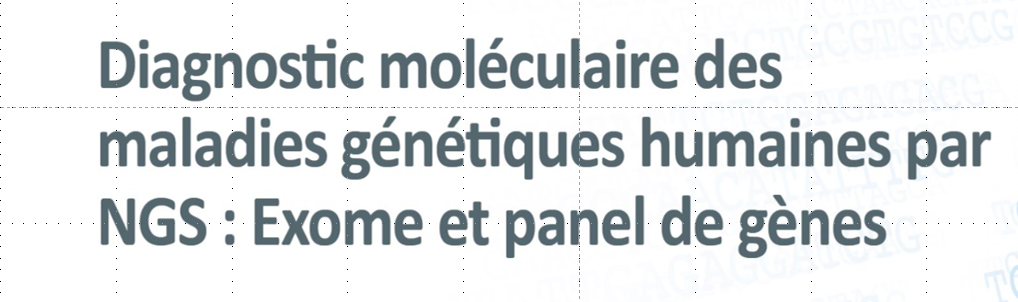 Diagnostic moléculaire des
maladies génétiques humaines par
NGS : Exome et panel de gènes